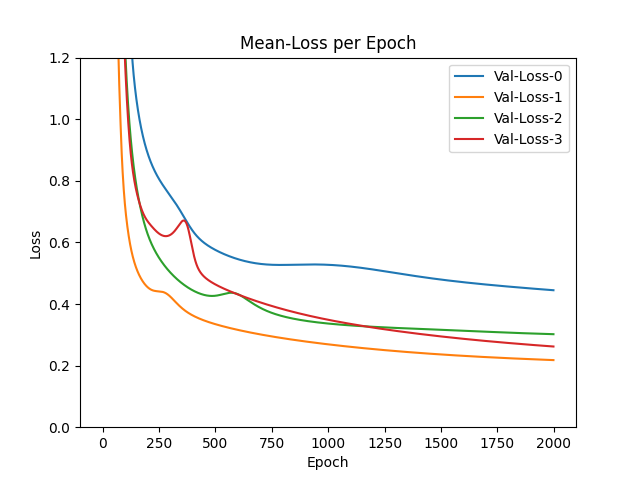 Mean-Loss per Epoch
Val-Loss-0
Val-Loss-1
Val-Loss-2
Val-Loss-3
Loss
1.2
1.0
0.8
0.6
0.4
0.2
0.0
0 250 500 750 1000 1250 1500 1750 2000
Epoch